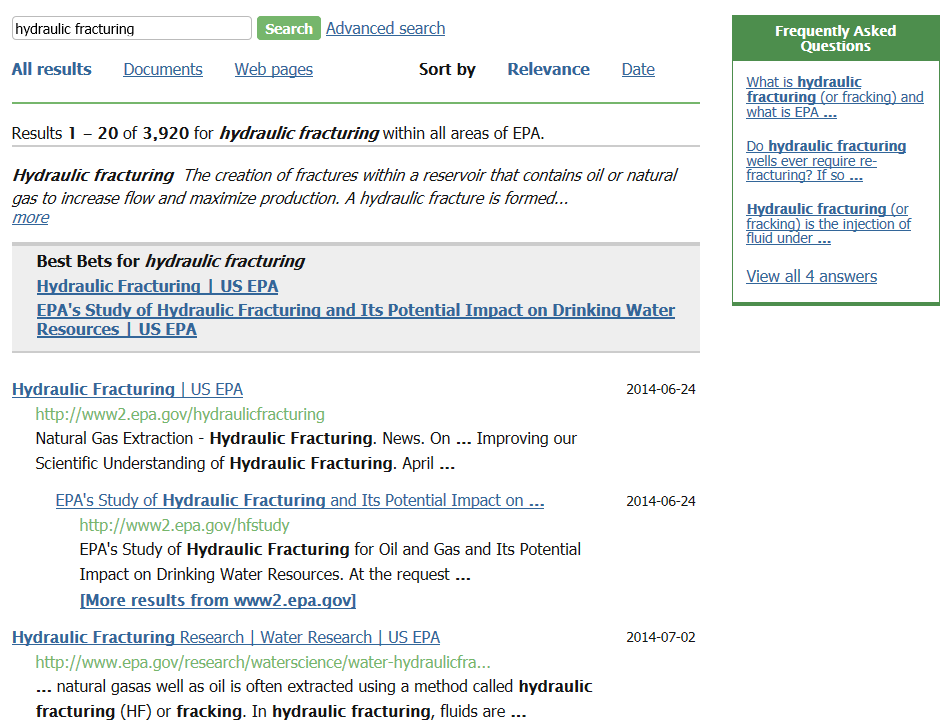 hydraulic fracturing Search Advanced search
All results Documents Web pages Sort by Relevance Date
Results 1 – 20 of 3,920 for hydraulic fracturing within all areas of EPA.
Hydraulic fracturing The creation of fractures within a reservoir that contains oil or natural
gas to increase flow and maximize production. A hydraulic fracture is formed...
more
Best Bets for hydraulic fracturing
Hydraulic Fracturing | US EPA
EPA's Study of Hydraulic Fracturing and Its Potential Impact on Drinking Water
Resources | US EPA
Hydraulic Fracturing | US EPA 2014-06-24
http://www2.epa.gov/hydraulicfracturing
Natural Gas Extraction - Hydraulic Fracturing. News. On ... Improving our
Scientific Understanding of Hydraulic Fracturing. April ...
EPA's Study of Hydraulic Fracturing and Its Potential Impact on ... 2014-06-24
http://www2.epa.gov/hfstudy
EPA's Study of Hydraulic Fracturing for Oil and Gas and Its Potential
Impact on Drinking Water Resources. At the request ...
[More results from www2.epa.gov]
Hydraulic Fracturing Research | Water Research | US EPA 2014-07-02
http://www.epa.gov/research/waterscience/water-hydraulicfra...
... natural gasas well as oil is often extracted using a method called hydraulic
fracturing (HF) or fracking. In hydraulic fracturing, fluids are ...
Frequently Asked
Questions
What is hydraulic
fracturing (or fracking) and
what is EPA ...
Do hydraulic fracturing
wells ever require re-
fracturing? If so ...
Hydraulic fracturing (or
fracking) is the injection of
fluid under ...
View all 4 answers